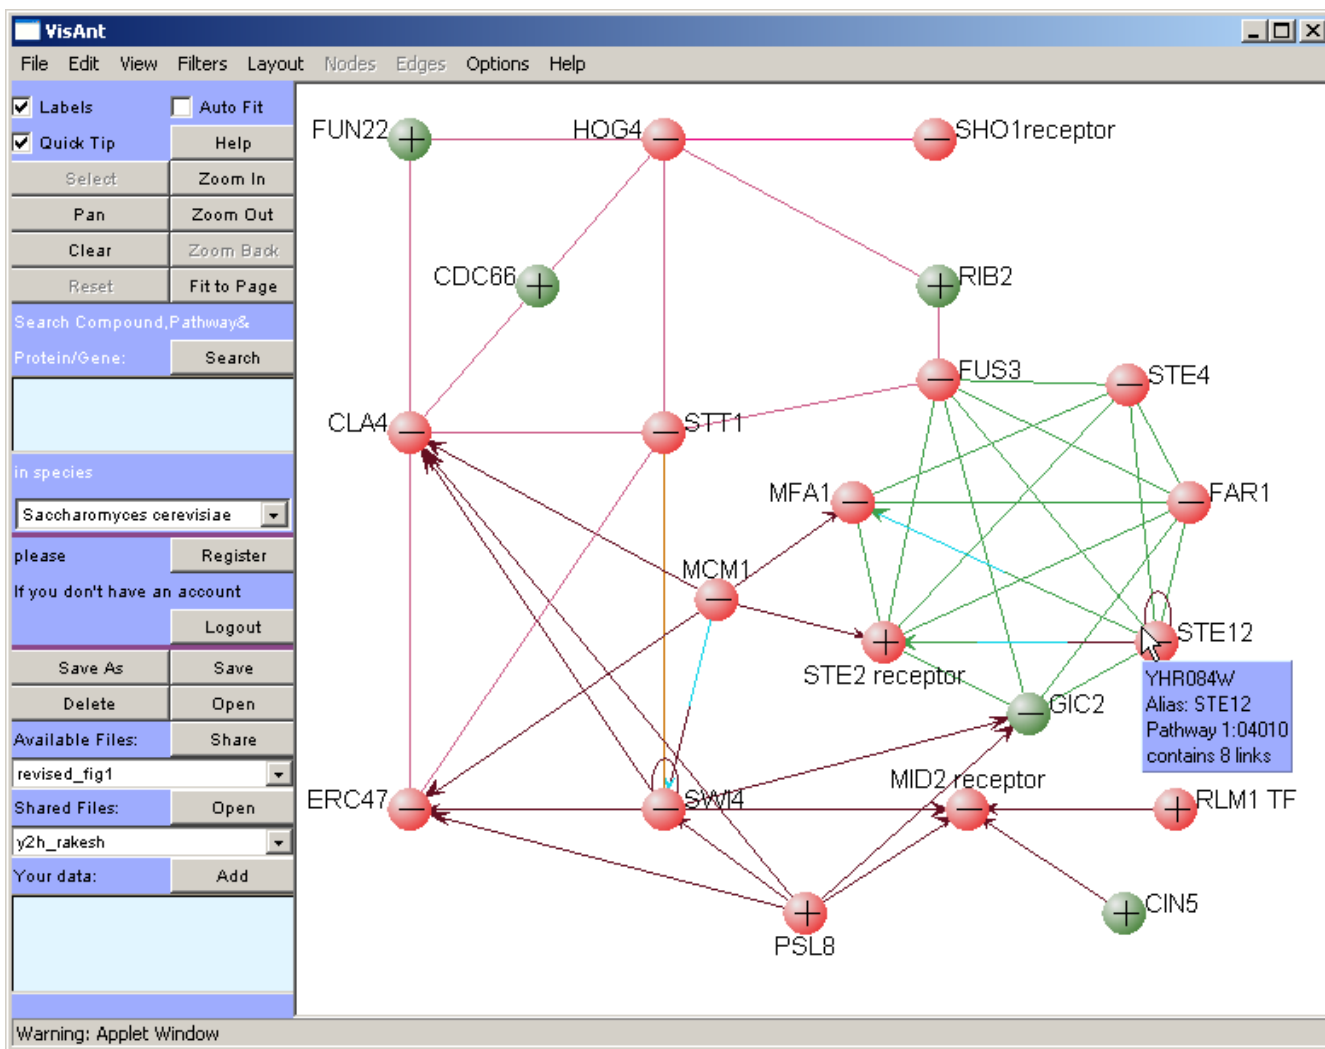 VisAnt
File Edit View Filters Layout Nodes Edges Options Help
Labels Auto Fit
Quick Tip Help
Select Zoom In
Pan Zoom Out
Clear Zoom Back
Reset Fit to Page
Search Compound,Pathway&
Protein/Gene: Search
in species
Saccharomyces cerevisiae
please Register
If you don't have an account
Logout
Save As Save
Delete Open
Available Files: Share
revised_fig1
Shared Files: Open
y2h_rakesh
Your data: Add
FUN22 HOG4 SHO1receptor
CDC66 RIB2
FUS3 STE4
CLA4 STT1
MFA1 FAR1
MCM1
STE12
STE2 receptor
YHR084W
Alias: STE12
Pathway 1:04010
contains 8 links
GIC2
MID2 receptor
ERC47 SWI4 RLM1 TF
CIN5
PSL8
Warning: Applet Window